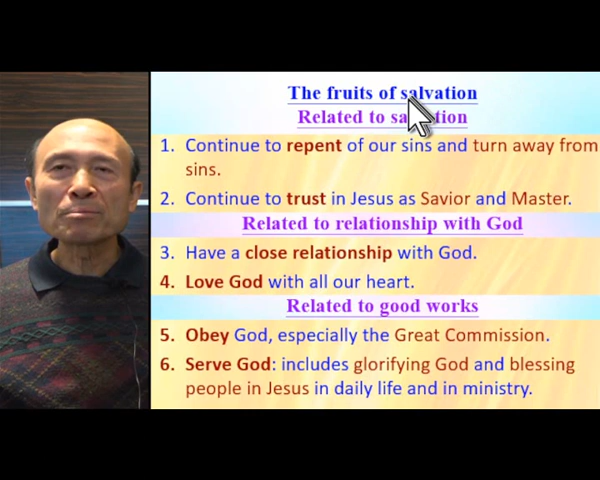 The fruits of salvation
Related to salvation
1. Continue to repent of our sins and turn away from
sins.
2. Continue to trust in Jesus as Savior and Master.
Related to relationship with God
3. Have a close relationship with God.
4. Love God with all our heart.
Related to good works
5. Obey God, especially the Great Commission.
6. Serve God: includes glorifying God and blessing
people in Jesus in daily life and in ministry.